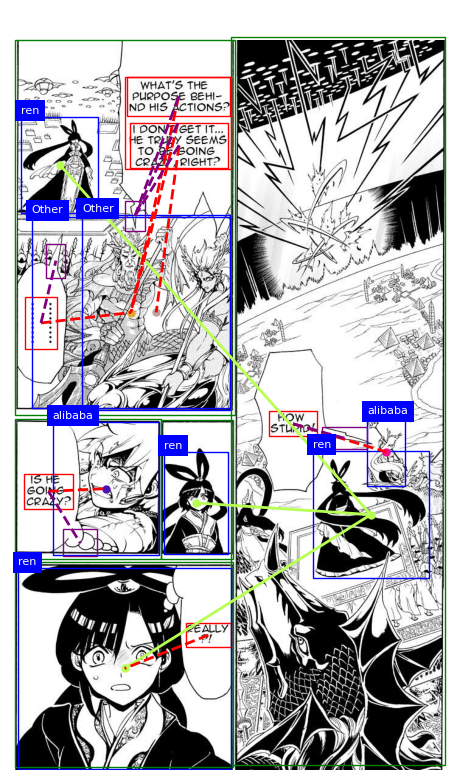 WHAT'S THE
PURPOSE BEHI-
ND HIS ACTIONS?
ren
I DON'T GET IT...
HE TRULY SEEMS
TO BE GOING
CRAZY, RIGHT?
Other
Other
alibaba
alibaba
HOW
STUPID!
ren
ren
IS HE
GOING
CRAZY?
ren
REALLY
??